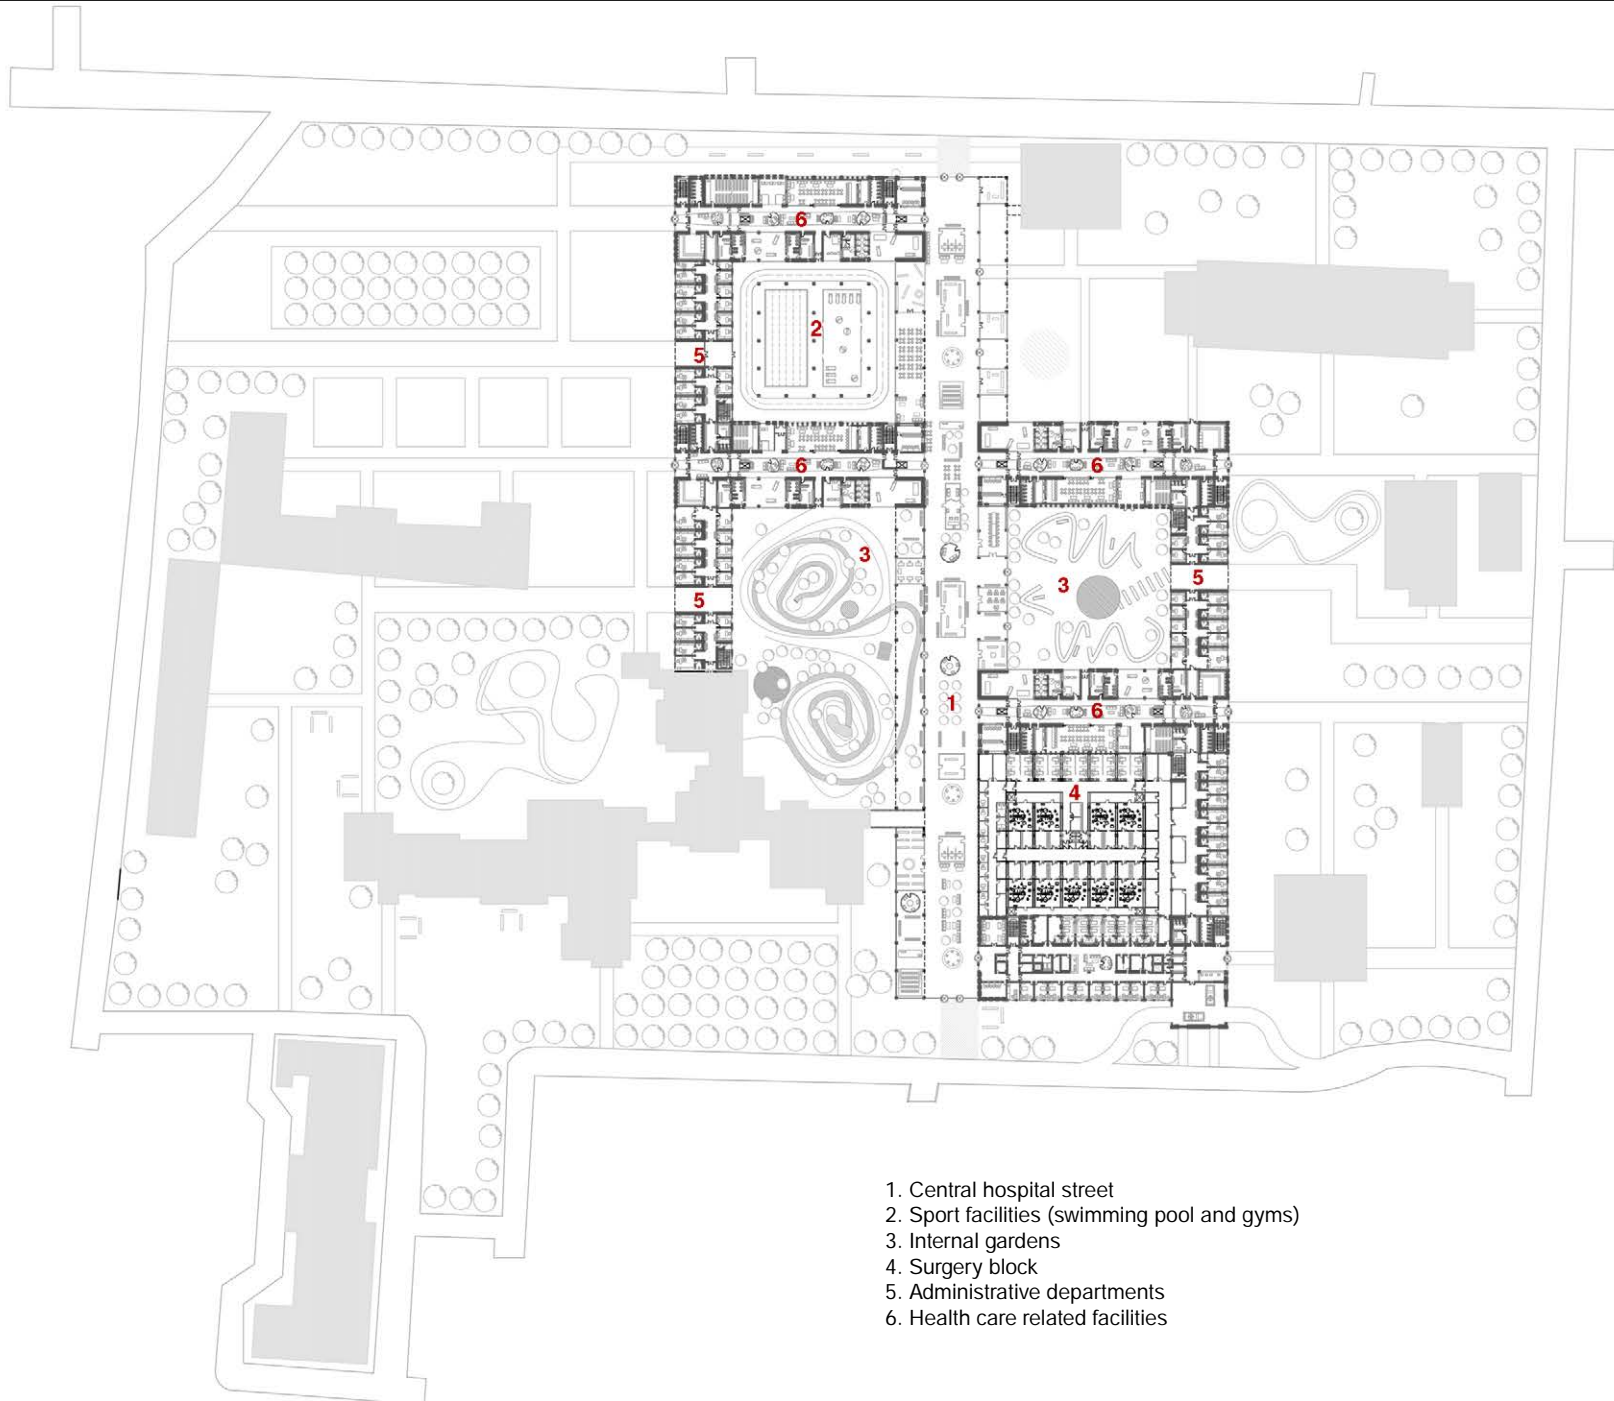 6
2
5
6
6
3
3
5
5
1
6
4
1. Central hospital street
2. Sport facilities (swimming pool and gyms)
3. Internal gardens
4. Surgery block
5. Administrative departments
6. Health care related facilities